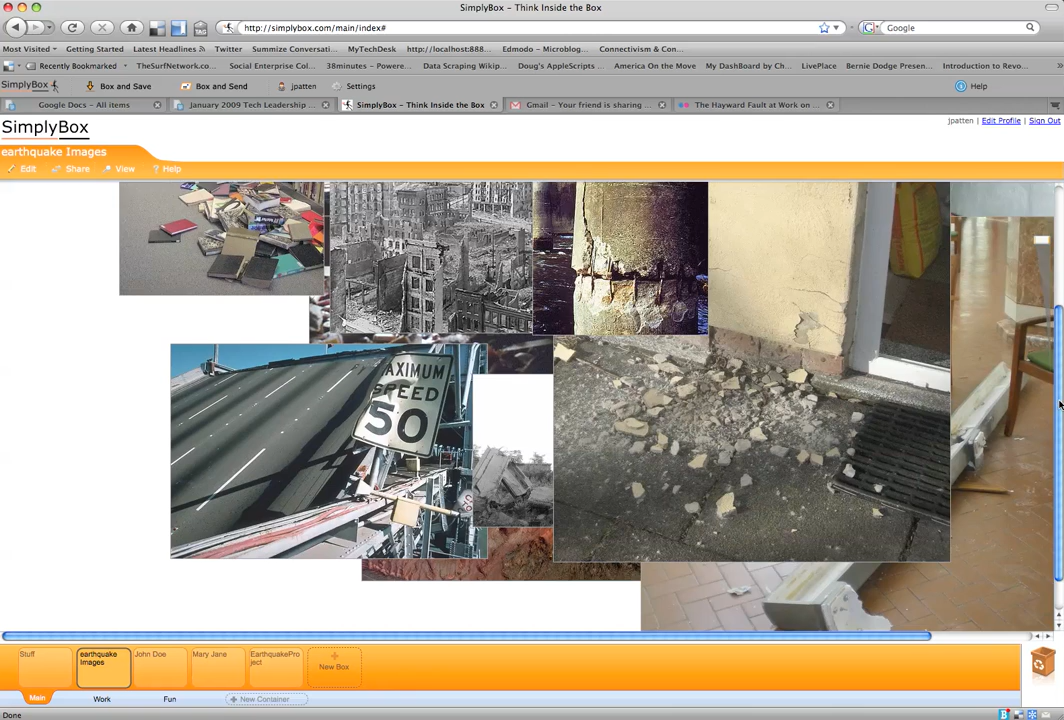 SimplyBox – Think Inside the Box
http://simplybox.com/main/index#
Google
Most Visited
Getting Started
Latest Headlines
Twitter
Summize Conversati...
MyTechDesk
http://localhost:888...
Edmodo – Microblog...
Connectivism & Con...
Recently Bookmarked
TheSurfNetwork.co...
Social Enterprise Col...
38minutes – Powere...
Data Scraping Wikip...
Doug's AppleScripts ...
America On the Move
My DashBoard by Ch...
LivePlace
Bernie Dodge Presen...
Introduction to Revo...
SimplyBox
Box and Save
Box and Send
jpatten
Settings
Help
Google Docs – All items
January 2009 Tech Leadership ...
SimplyBox – Think Inside the Box
Gmail – Your friend is sharing ...
The Hayward Fault at Work on ...
SimplyBox
jpatten
Edit Profile
Sign Out
earthquake Images
Edit
Share
View
Help
MAXIMUM
SPEED
50
Stuff
earthquake
Images
John Doe
Mary Jane
EarthquakePro
ject
New Box
Main
Work
Fun
New Container
Done